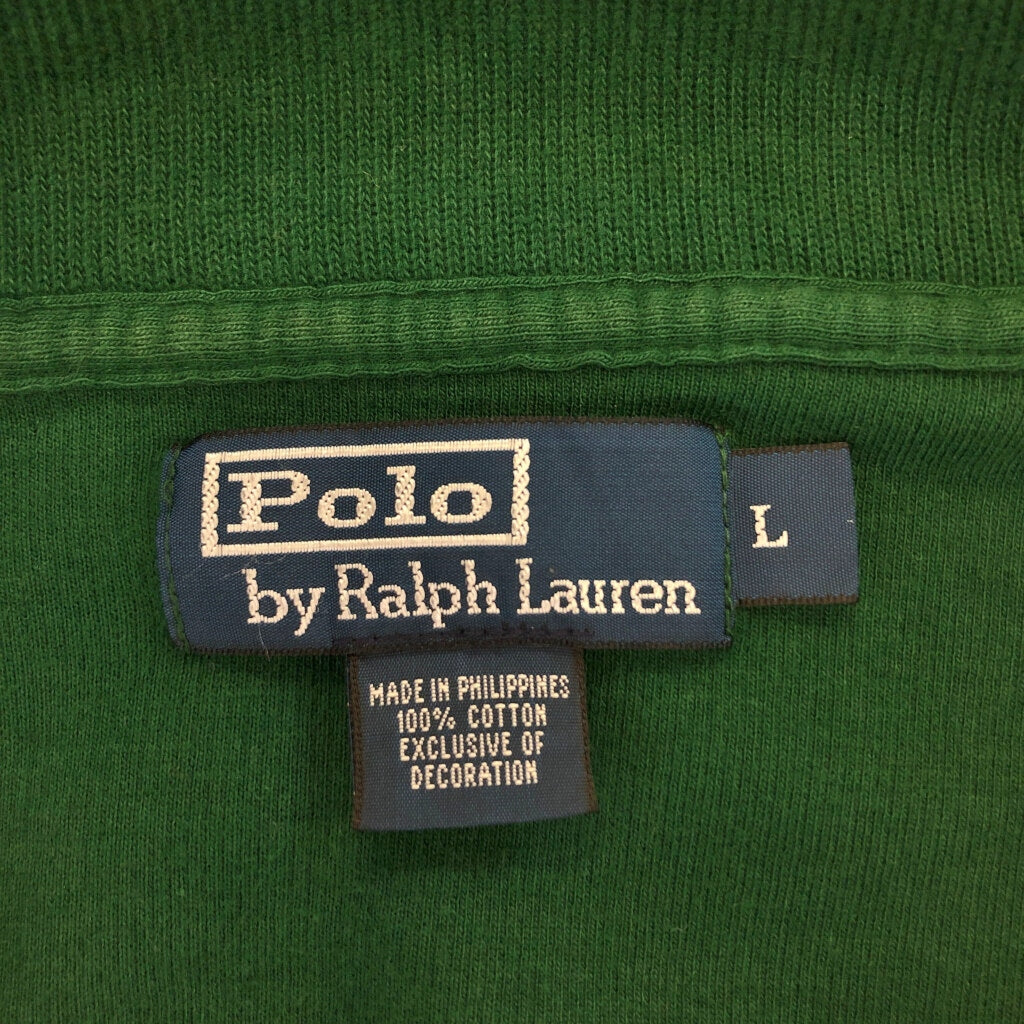 Polo
by Ralph Lauren
L
MADE IN PHILIPPINES
100% COTTON
EXCLUSIVE OF
DECORATION